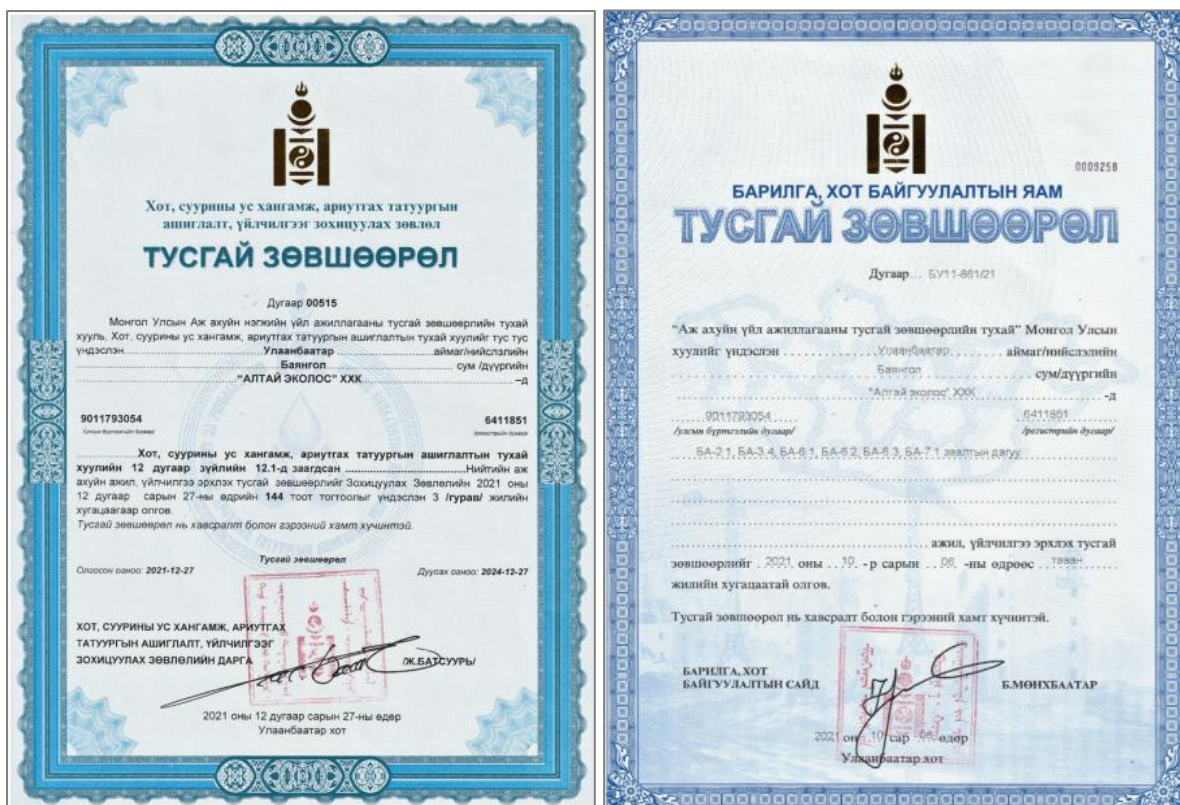 Хот, суурины ус хангамж, ариутгах татуургын
ашиглалт, үйлчилгээг зохицуулах зөвлөл
ТУСГАЙ ЗӨВШӨӨРӨЛ
Дугаар 00515
Монгол Улсын Аж ахуйн нэгжийн үйл ажиллагааны тусгай зөвшөөрлийн тухай
хууль, Хот, суурины ус хангамж, ариутгах татуургын ашиглалтын тухай хуулийг тус тус
үндэслэн.....................Улаанбаатар.....................аймаг/нийслэлийн
.....................Баянгол..................... сум /дүүргийн
....................."АЛТАЙ ЭКОЛОС" ХХК.....................–д
9011793054 6411851
/улсын бүртгэлийн дугаар/ /регистрийн дугаар/
............Хот, суурины ус хангамж, ариутгах татуургын ашиглалтын тухай
хуулийн 12 дугаар зүйлийн 12.1-д заагдсан .....................Нийтийн аж
ахуйн ажил, үйлчилгээ эрхлэх тусгай зөвшөөрлийг Зохицуулах Зөвлөлийн 2021 оны
12 дугаар сарын 27-ны өдрийн 144 тоот тогтоолыг үндэслэн 3 /гурав/ жилийн
хугацаагаар олгов.
Тусгай зөвшөөрөл нь хавсралт болон гэрээний хамт хүчинтэй.
Тусгай зөвшөөрөл
Олгосон огноо: 2021-12-27 Дуусах огноо: 2024-12-27
ХОТ, СУУРИНЫ УС ХАНГАМЖ, АРИУТГАХ
ТАТУУРГЫН АШИГЛАЛТ, ҮЙЛЧИЛГЭЭГ
ЗОХИЦУУЛАХ ЗӨВЛӨЛИЙН ДАРГА /Ж.БАТСУУРЬ/
2021 оны 12 дугаар сарын 27-ны өдөр
Улаанбаатар хот
0009258
БАРИЛГА, ХОТ БАЙГУУЛАЛТЫН ЯАМ
ТУСГАЙ ЗӨВШӨӨРӨЛ
Дугаар... БУ11-861/21
"Аж ахуйн үйл ажиллагааны тусгай зөвшөөрлийн тухай" Монгол Улсын
хуулийг үндэслэн ............ Улаанбаатар ............ аймаг/нийслэлийн
............ Баянгол ............ сум/дүүргийн
............ "Алтай эколос" ХХК ............ -д
9011793054 6411851
/улсын бүртгэлийн дугаар/ /регистрийн дугаар/
БА-2.1, БА-3.4, БА-6.1, БА-6.2, БА-6.3, БА-7.1 заалтын дагуу
............ ажил, үйлчилгээ эрхлэх тусгай
зөвшөөрлийг ... 2021 оны ... 10 .. -р сарын ... 06 .. -ны өдрөөс .... таван ....
жилийн хугацаатай олгов.
Тусгай зөвшөөрөл нь хавсралт болон гэрээний хамт хүчинтэй.
БАРИЛГА, ХОТ
БАЙГУУЛАЛТЫН САЙД Б.МӨНХБААТАР
2021 он 10 сар 06 өдөр
Улаанбаатар хот